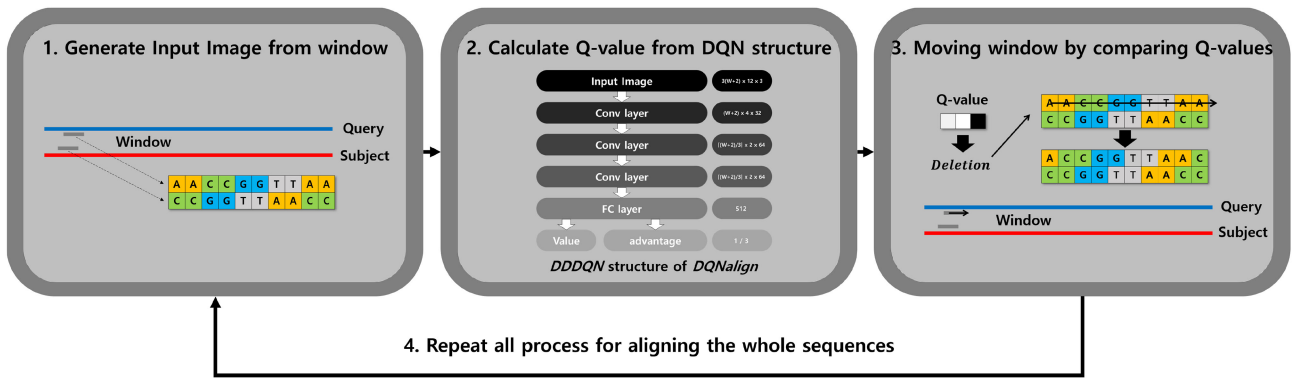 1. Generate Input Image from window
Query
Window
Subject
A A C C G G T T A A
C C G G T T A A C C
2. Calculate Q-value from DQN structure
Input Image 3(W+2) x 12 x 3
Conv layer (W+2) x 4 x 32
Conv layer ⌈(W+2)/3⌉ x 2 x 64
Conv layer ⌈(W+2)/3⌉ x 2 x 64
FC layer 512
Value advantage 1 / 3
DDDQN structure of DQNalign
3. Moving window by comparing Q-values
Q-value
Deletion
A A C C G G T T A A
C C G G T T A A C C
A C C G G T T A A C
C C G G T T A A C C
Query
Window
Subject
4. Repeat all process for aligning the whole sequences